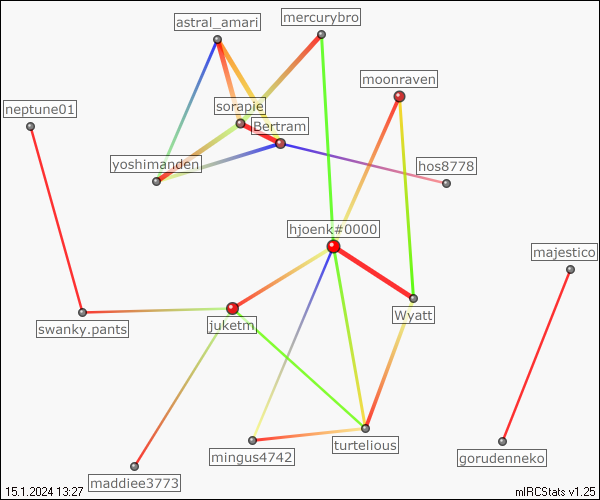 mercurybro
astral_amari
moonraven
sorapie
neptune01
Bertram
yoshimanden
hos8778
hjoenk#0000
majestico
Wyatt
juketm
swanky.pants
turtelious
mingus4742
gorudenneko
maddiee3773
15.1.2024 13:27
mIRCStats v1.25